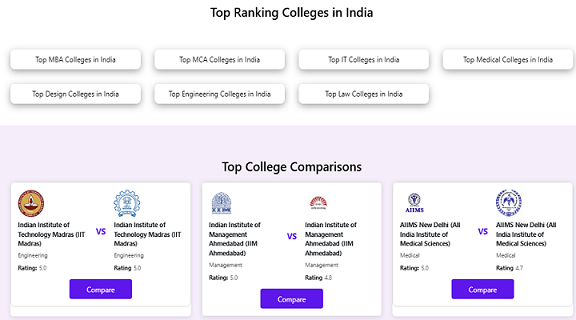 Top Ranking Colleges in India
Top MBA Colleges in India
Top MCA Colleges in India
Top IT Colleges in India
Top Medical Colleges in India
Top Design Colleges in India
Top Engineering Colleges in India
Top Law Colleges in India
Top College Comparisons
Indian Institute of
Technology Madras (IIT
Madras)
Engineering
Rating: 5.0
VS
Indian Institute of
Technology Madras (IIT
Madras)
Engineering
Rating 5.0
Compare
Indian Institute of
Management
Ahmedabad (IIM
Ahmedabad)
Management
Rating: 5.0
VS
Indian Institute of
Management
Ahmedabad (IIM
Ahmedabad)
Management
Rating 4.8
Compare
AIIMS
AIIMS New Delhi (All
India Institute of
Medical Sciences)
Medical
Rating: 5.0
VS
AIIMS New Delhi (All
India Institute of
Medical Sciences)
Medical
Rating 4.7
Compare